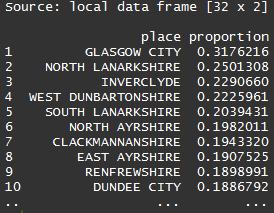 Source: local data frame [32 x 2]
place proportion
1 GLASGOW CITY 0.3176216
2 NORTH LANARKSHIRE 0.2501308
3 INVERCLYDE 0.2290660
4 WEST DUNBARTONSHIRE 0.2225961
5 SOUTH LANARKSHIRE 0.2039431
6 NORTH AYRSHIRE 0.1982011
7 CLACKMANNANSHIRE 0.1943320
8 EAST AYRSHIRE 0.1907525
9 RENFREWSHIRE 0.1898991
10 DUNDEE CITY 0.1886792
.. ... ...